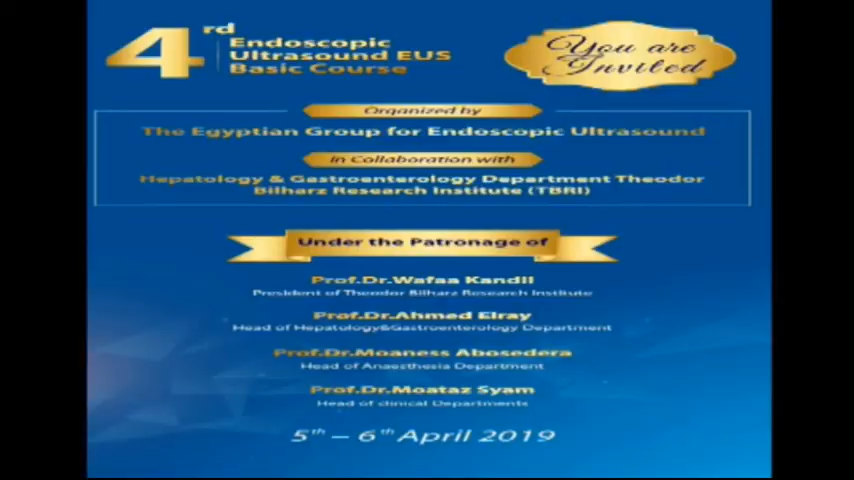 4rd
Endoscopic
Ultrasound EUS
Basic Course
You are
Invited
Organized by
The Egyptian Group for Endoscopic Ultrasound
In Collaboration with
Hepatology & Gastroenterology Department Theodor
Bilharz Research Institute (TBRI)
Under the Patronage of
Prof.Dr.Wafaa Kandil
President of Theodor Bilharz Research Institute
Prof.Dr.Ahmed Elray
Head of Hepatology&Gastroenterology Department
Prof.Dr.Moaness Abosedera
Head of Anaesthesia Department
Prof.Dr.Moataz Syam
Head of clinical Departments
5th – 6th April 2019